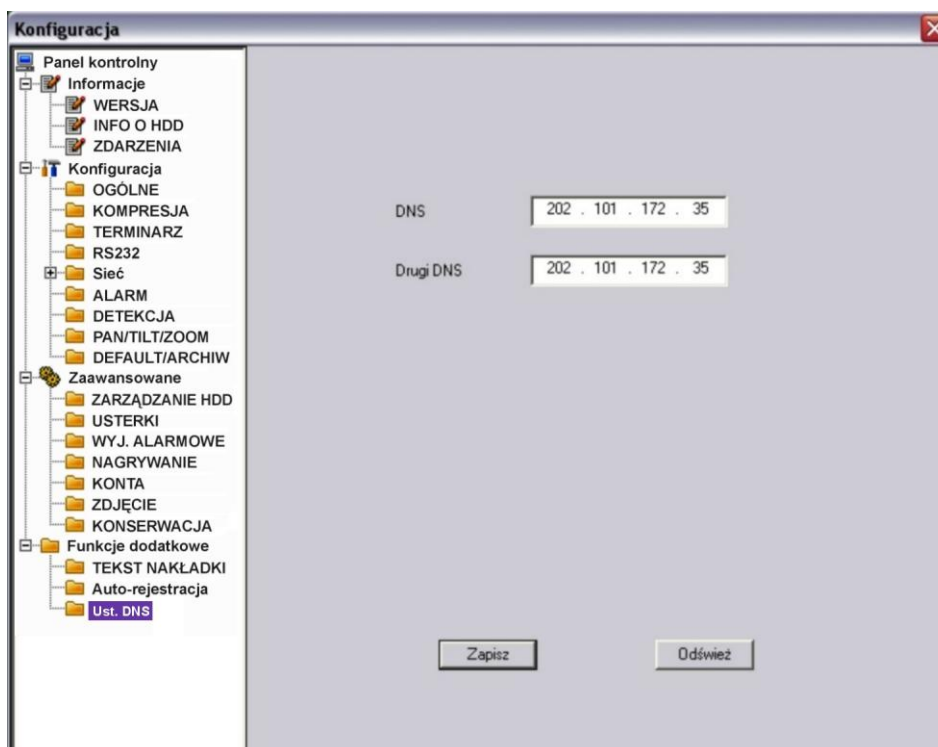 Konfiguracja
Panel kontrolny
Informacje
WERSJA
INFO O HDD
ZDARZENIA
Konfiguracja
OGÓLNE
KOMPRESJA
TERMINARZ
RS232
Sieć
ALARM
DETEKCJA
PAN/TILT/ZOOM
DEFAULT/ARCHIW
Zaawansowane
ZARZĄDZANIE HDD
USTERKI
WYJ. ALARMOWE
NAGRYWANIE
KONTA
ZDJĘCIE
KONSERWACJA
Funkcje dodatkowe
TEKST NAKŁADKI
Auto-rejestracja
Ust. DNS
DNS 202 . 101 . 172 . 35
Drugi DNS 202 . 101 . 172 . 35
Zapisz Odśwież